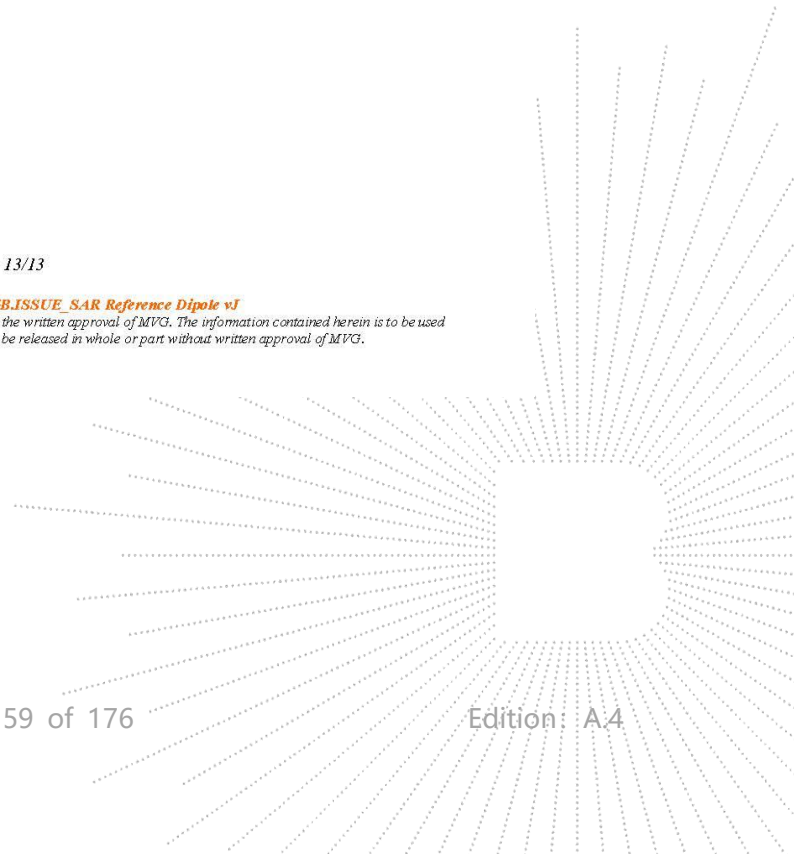 13/13
B.ISSUE_SAR Reference Dipole vJ
the written approval of MVG. The information contained herein is to be used
be released in whole or part without written approval of MVG.
59 of 176 Edition: A.4